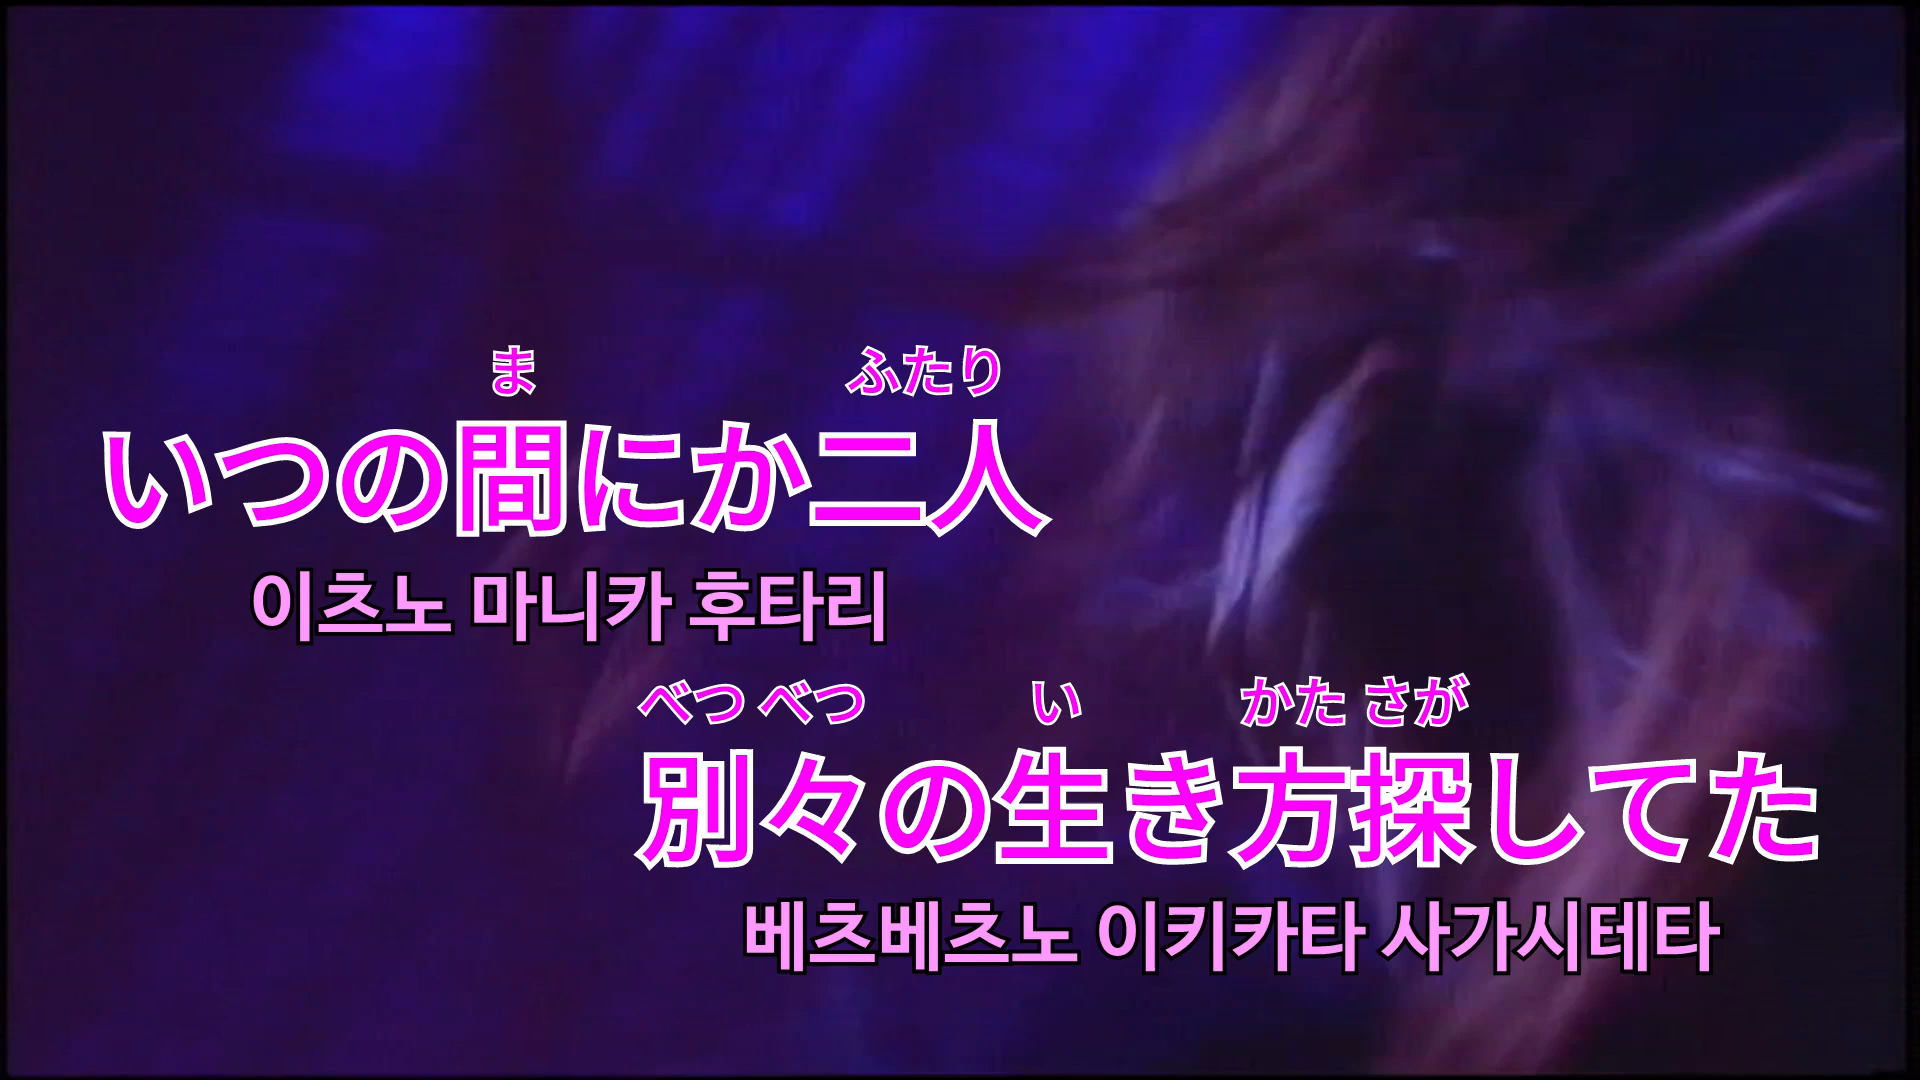 ま ふたり
いつの間にか二人
이츠노 마니카 후타리
べつ べつ い かた さが
別々の生き方探してた
베츠베츠노 이키카타 사가시테타